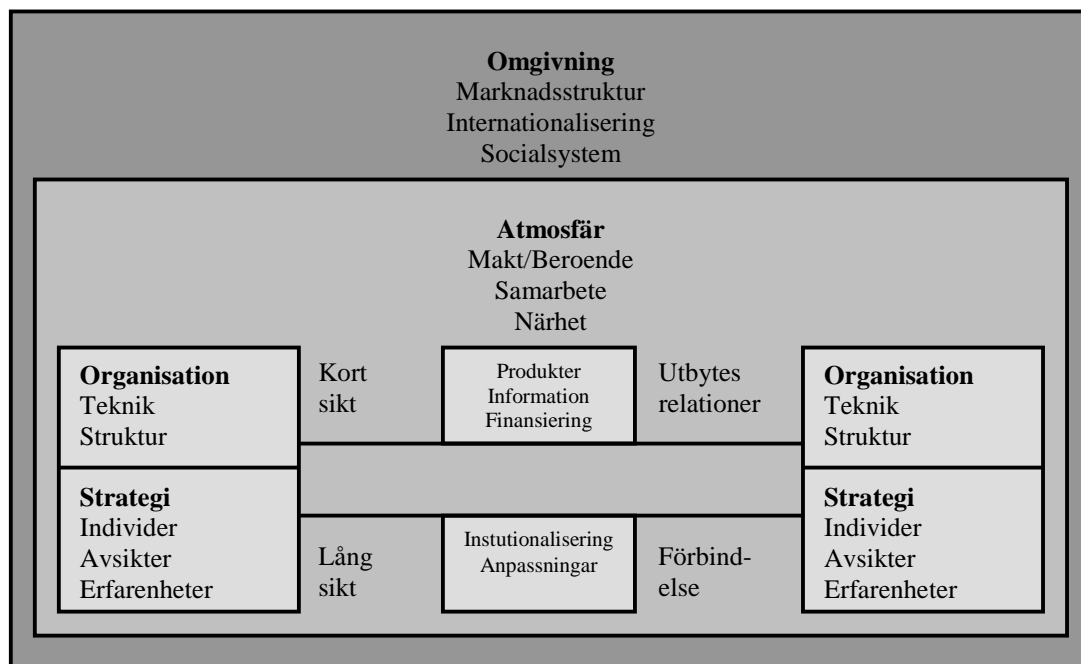 Omgivning
Marknadsstruktur
Internationalisering
Socialsystem
Atmosfär
Makt/Beroende
Samarbete
Närhet
Organisation
Teknik
Struktur
Kort
sikt
Produkter
Information
Finansiering
Utbytes
relationer
Organisation
Teknik
Struktur
Strategi
Individer
Avsikter
Erfarenheter
Lång
sikt
Instutionalisering
Anpassningar
Förbind-
else
Strategi
Individer
Avsikter
Erfarenheter